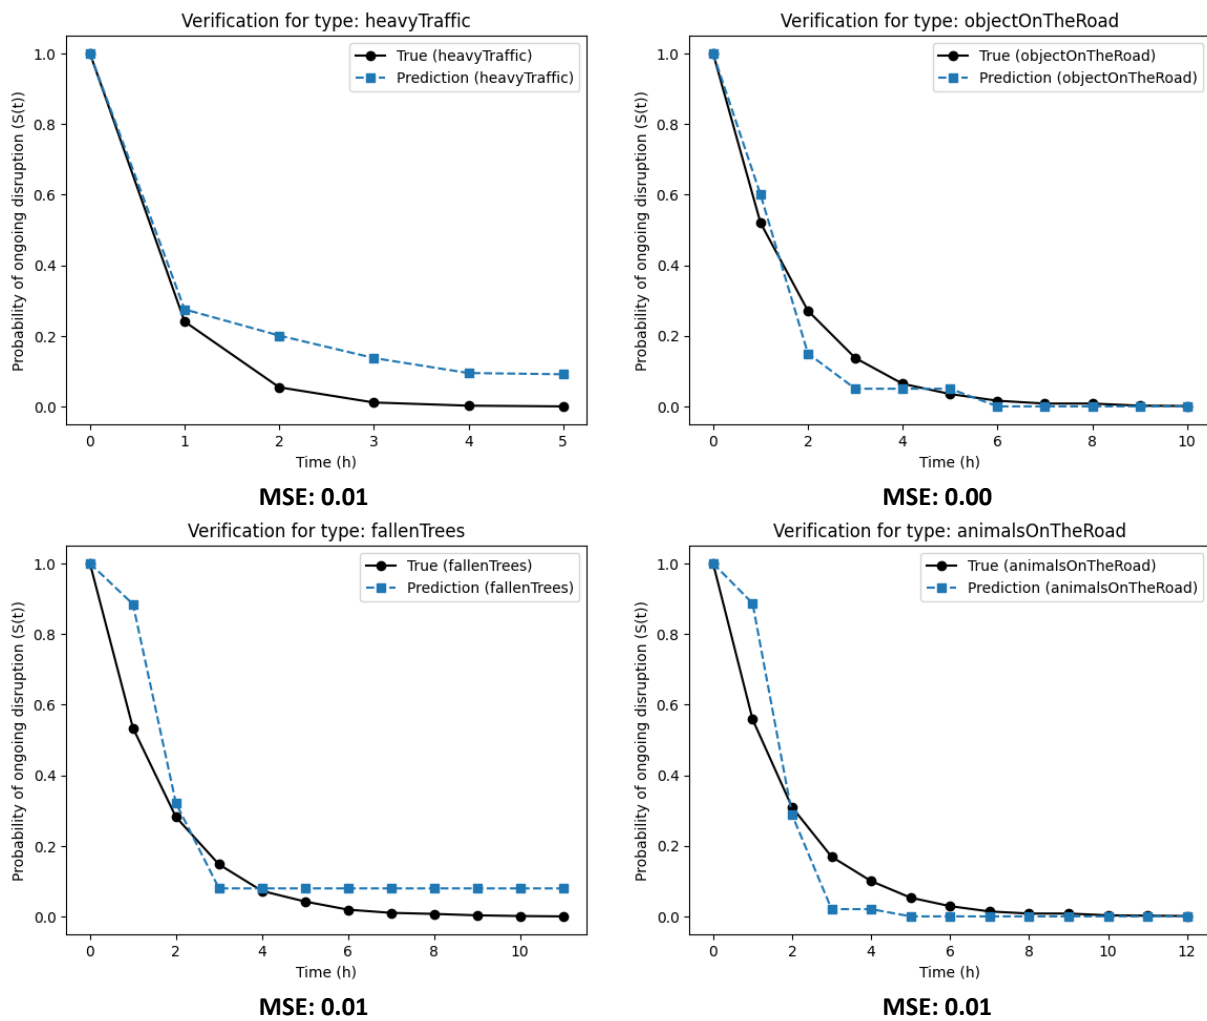 Verification for type: heavyTraffic
True (heavyTraffic)
Prediction (heavyTraffic)
Probability of ongoing disruption (S(t))
1.0
0.8
0.6
0.4
0.2
0.0
0 1 2 3 4 5
Time (h)
MSE: 0.01
Verification for type: objectOnTheRoad
True (objectOnTheRoad)
Prediction (objectOnTheRoad)
Probability of ongoing disruption (S(t))
1.0
0.8
0.6
0.4
0.2
0.0
0 2 4 6 8 10
Time (h)
MSE: 0.00
Verification for type: fallenTrees
True (fallenTrees)
Prediction (fallenTrees)
Probability of ongoing disruption (S(t))
1.0
0.8
0.6
0.4
0.2
0.0
0 2 4 6 8 10
Time (h)
MSE: 0.01
Verification for type: animalsOnTheRoad
True (animalsOnTheRoad)
Prediction (animalsOnTheRoad)
Probability of ongoing disruption (S(t))
1.0
0.8
0.6
0.4
0.2
0.0
0 2 4 6 8 10 12
Time (h)
MSE: 0.01